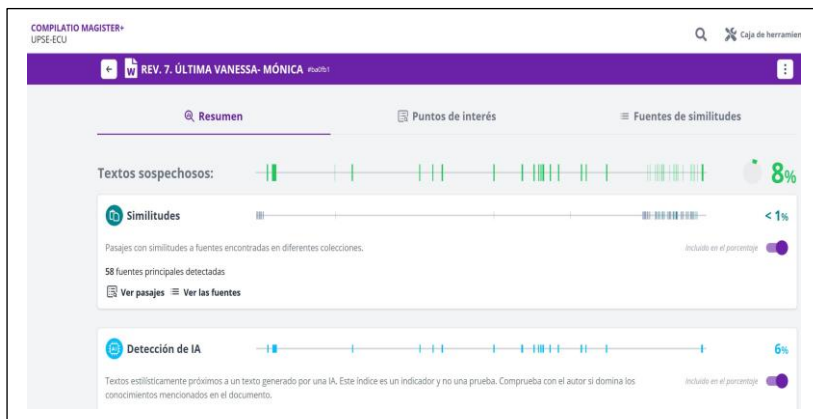 COMPILATIO MAGISTER+
UPSE-ECU
Caja de herramien
REV. 7. ÚLTIMA VANESSA- MÓNICA #ba0fb1
Resumen
Puntos de interés
Fuentes de similitudes
Textos sospechosos:
8%
Similitudes
< 1%
Pasajes con similitudes a fuentes encontradas en diferentes colecciones.
Incluido en el porcentaje
58 fuentes principales detectadas
Ver pasajes
Ver las fuentes
Detección de IA
6%
Textos estilísticamente próximos a un texto generado por una IA. Este índice es un indicador y no una prueba. Comprueba con el autor si domina los
Incluido en el porcentaje
conocimientos mencionados en el documento.